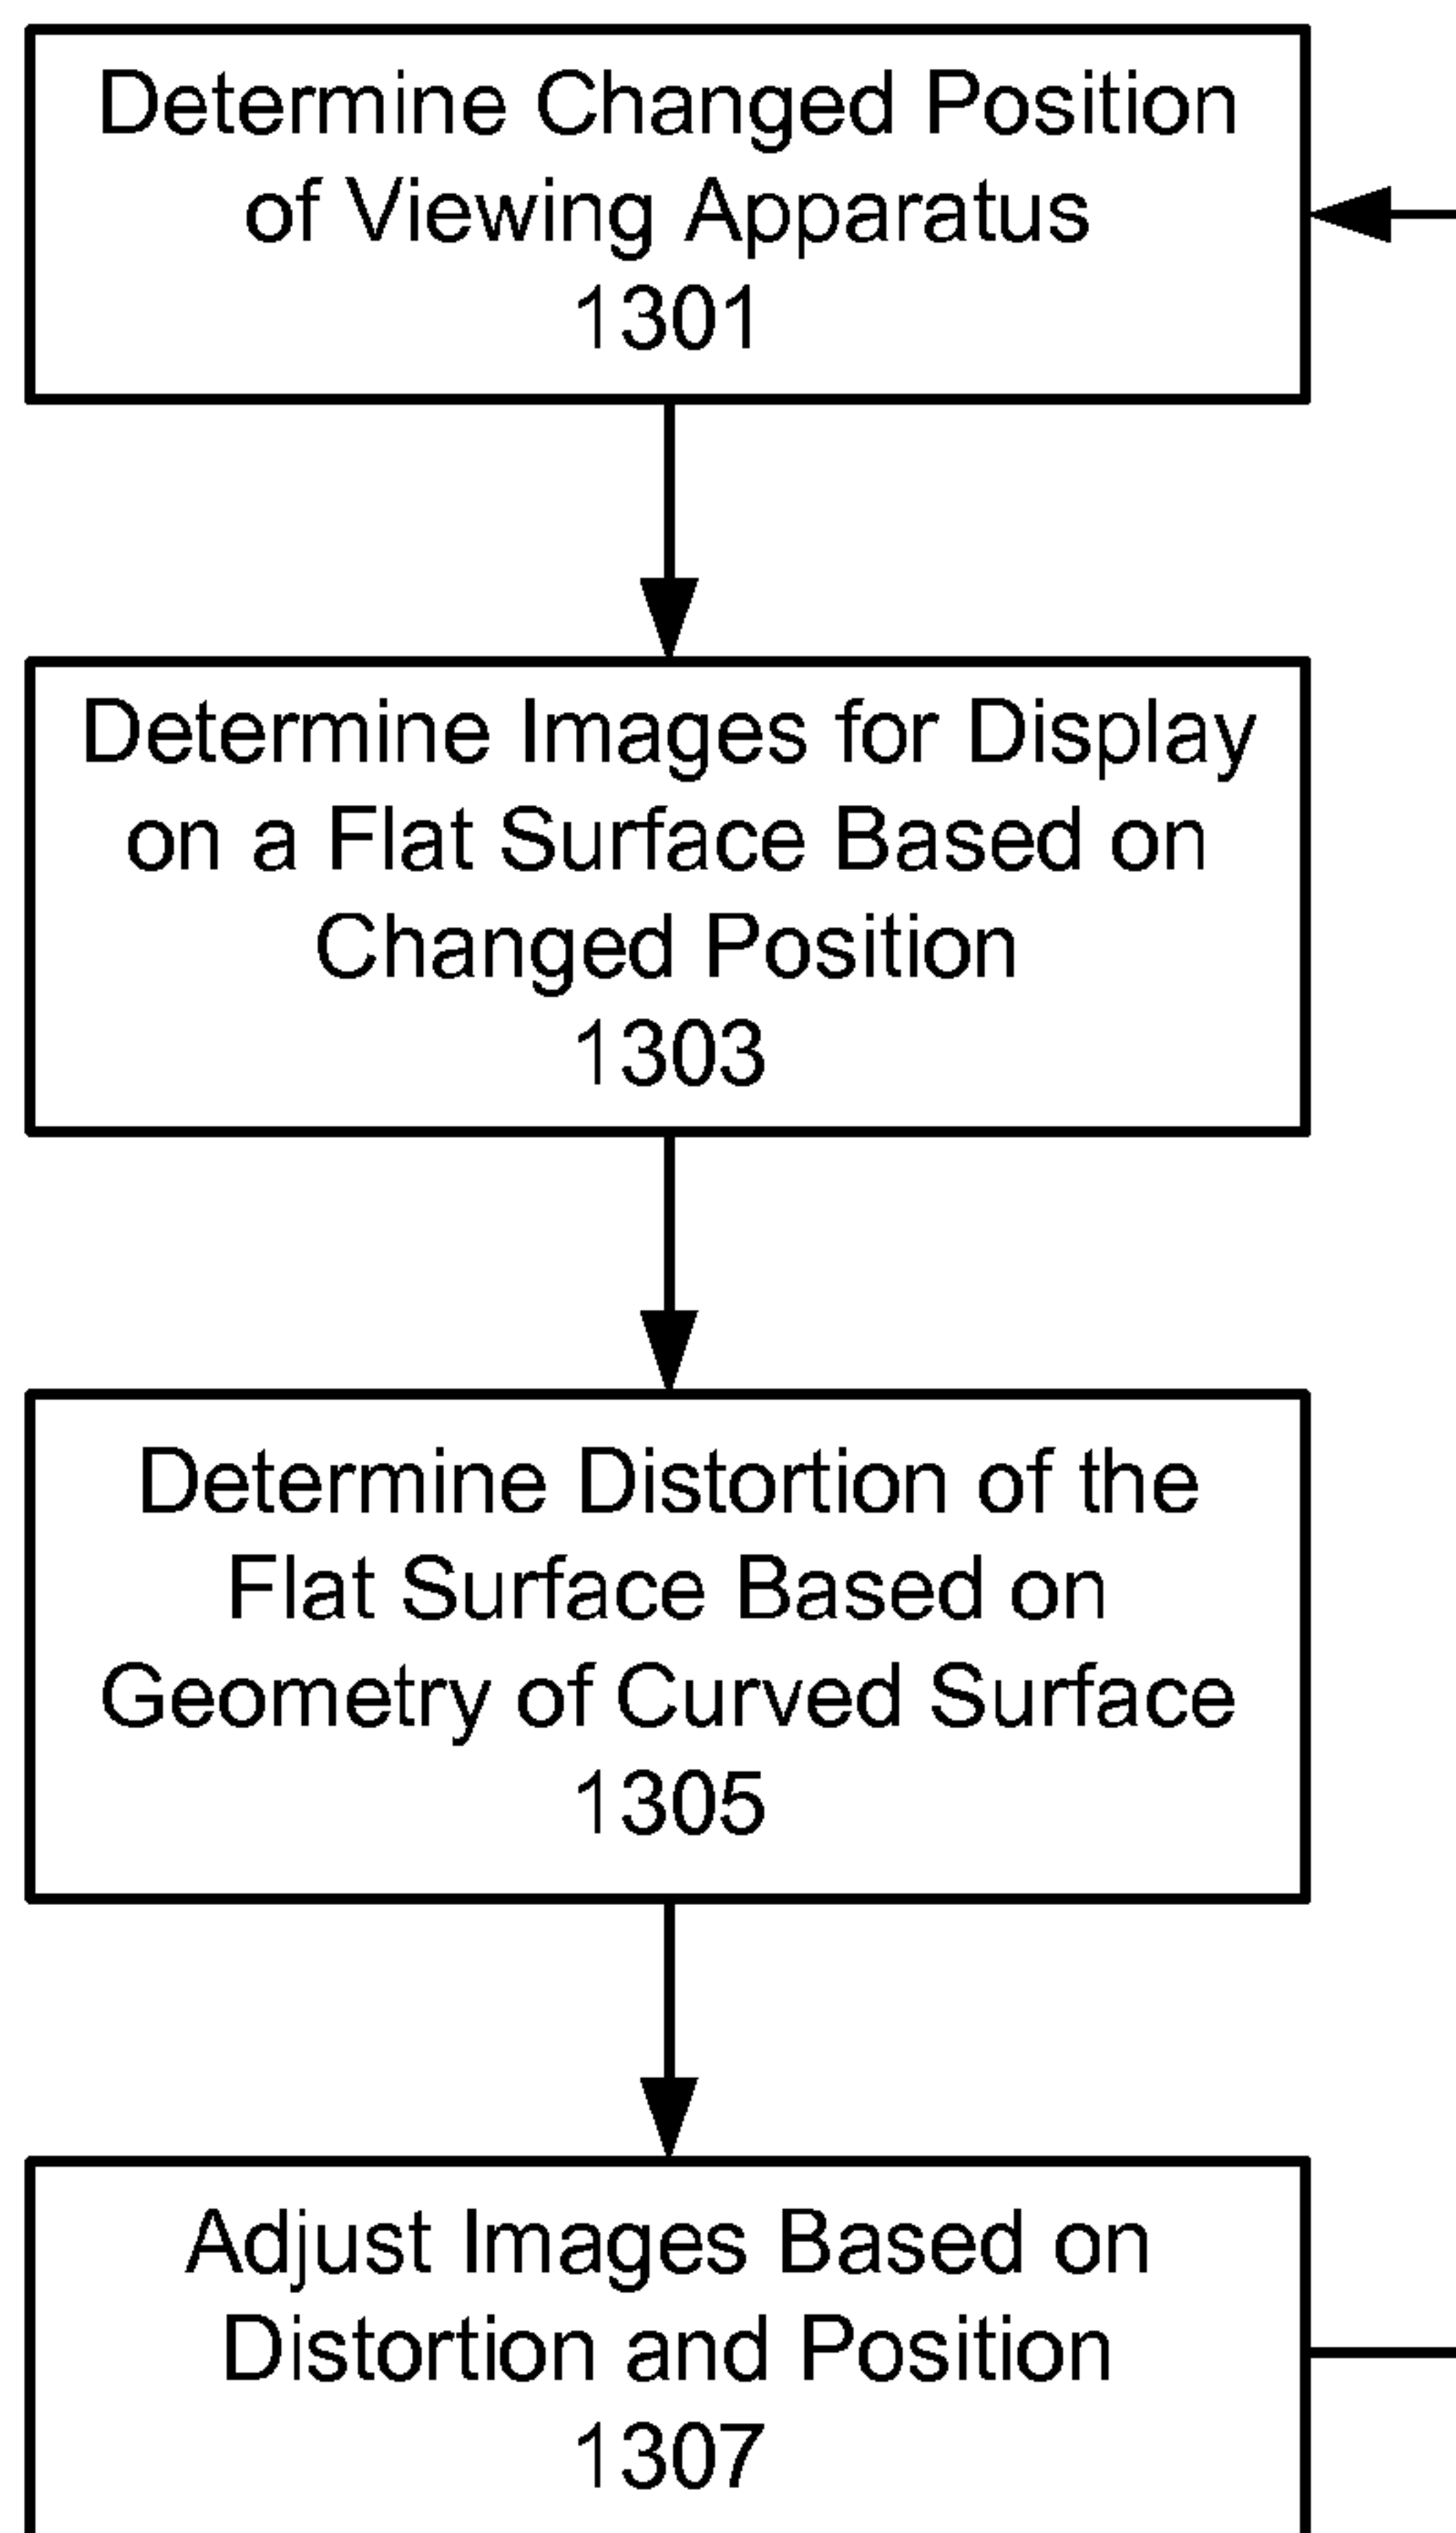 Determine Changed Position
of Viewing Apparatus
1301
Determine Images for Display
on a Flat Surface Based on
Changed Position
1303
Determine Distortion of the
Flat Surface Based on
Geometry of Curved Surface
1305
Adjust Images Based on
Distortion and Position
1307